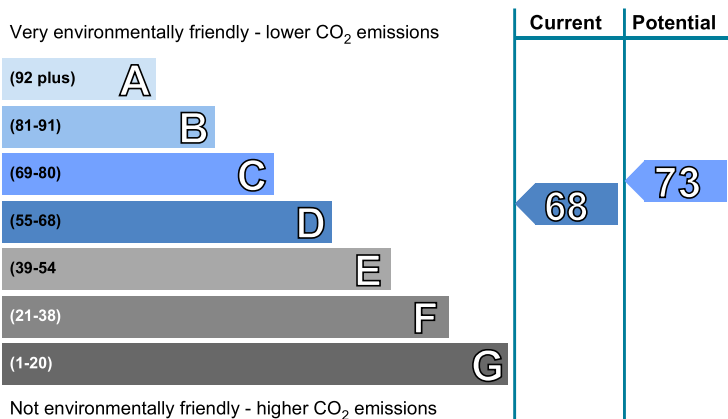 Very environmentally friendly - lower CO2 emissions
Current
Potential
(92 plus) A
(81-91) B
(69-80) C
(55-68) D
(39-54 E
(21-38) F
(1-20) G
68
73
Not environmentally friendly - higher CO2 emissions